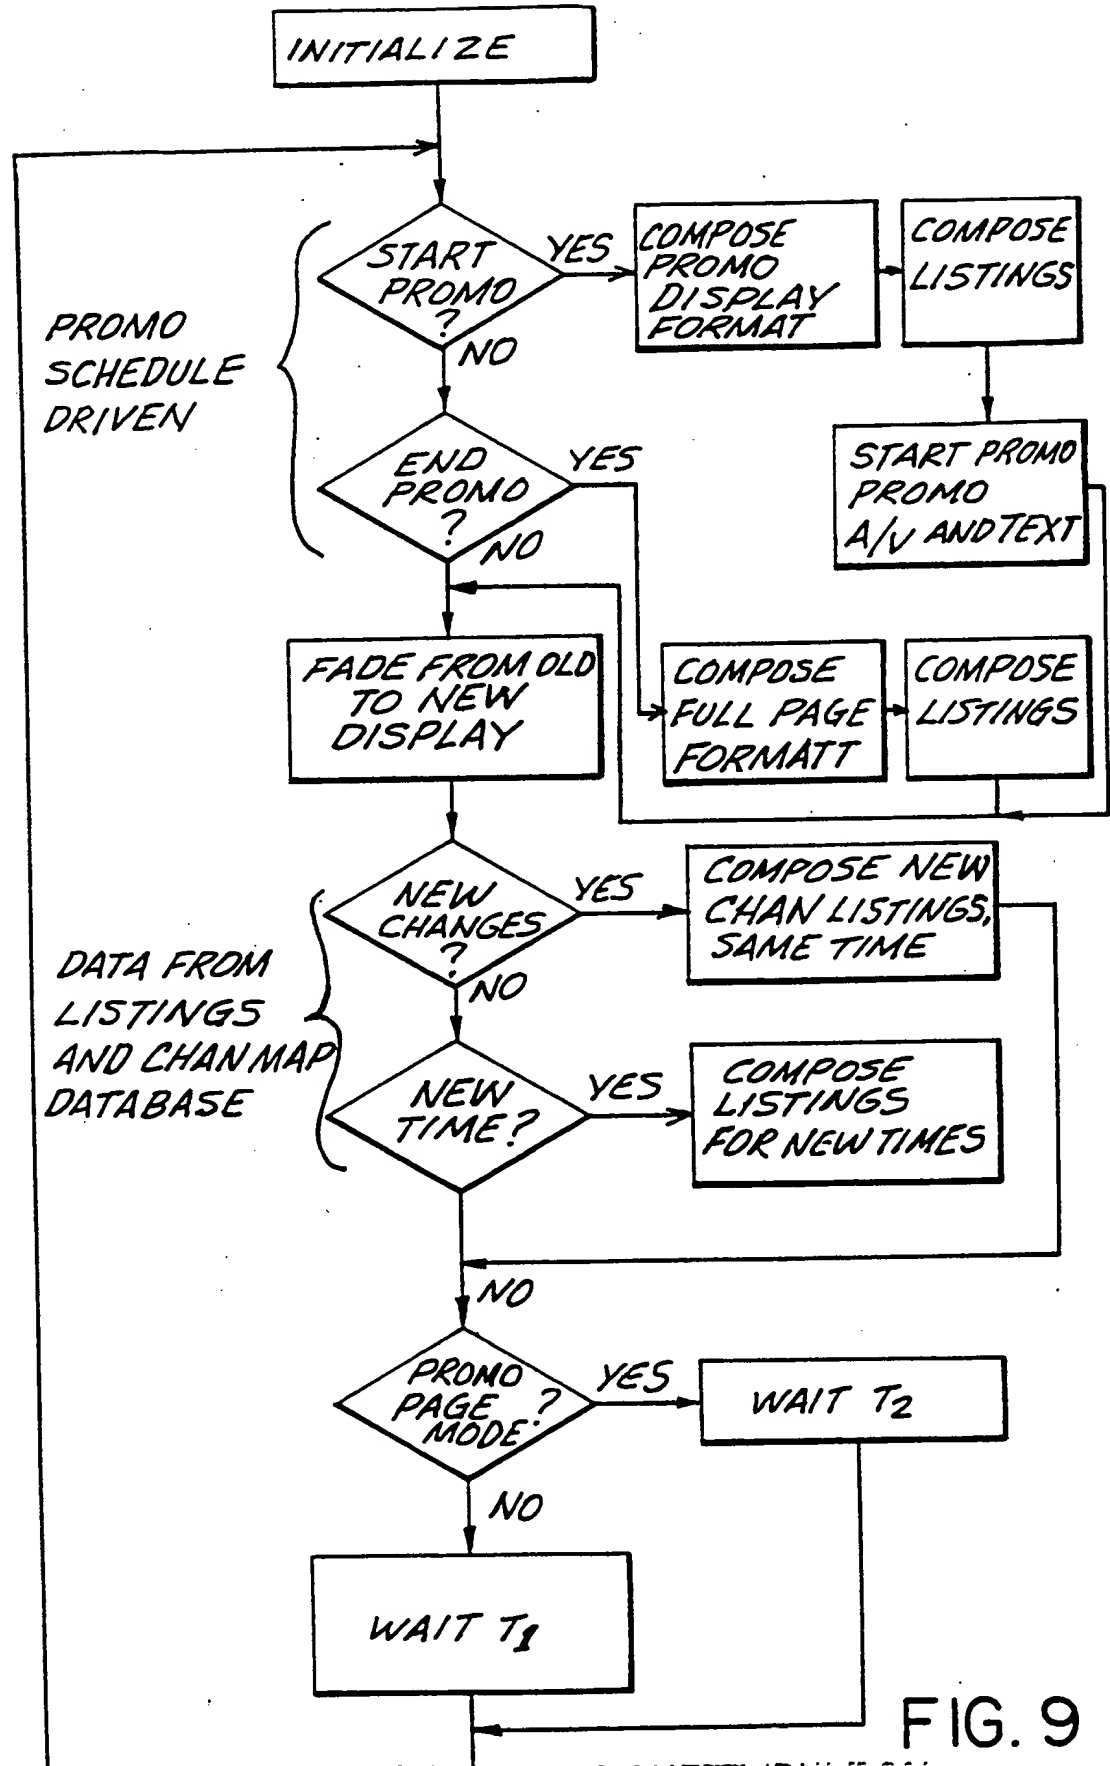 INITIALIZE
START
PROMO
?
YES
NO
COMPOSE
PROMO
DISPLAY
FORMAT
COMPOSE
LISTINGS
PROMO
SCHEDULE
DRIVEN
END
PROMO
?
YES
NO
START PROMO
PROMO
A/V AND TEXT
FADE FROM OLD
TO NEW
DISPLAY
COMPOSE
FULL PAGE
FORMATT
COMPOSE
LISTINGS
NEW
CHANGES
?
YES
NO
COMPOSE NEW
CHAN LISTINGS,
SAME TIME
DATA FROM
LISTINGS
AND CHAN MAP
DATABASE
NEW
TIME?
YES
COMPOSE
LISTINGS
FOR NEW TIMES
NO
PROMO
PAGE ?
MODE
YES
WAIT T2
NO
WAIT T1
FIG. 9